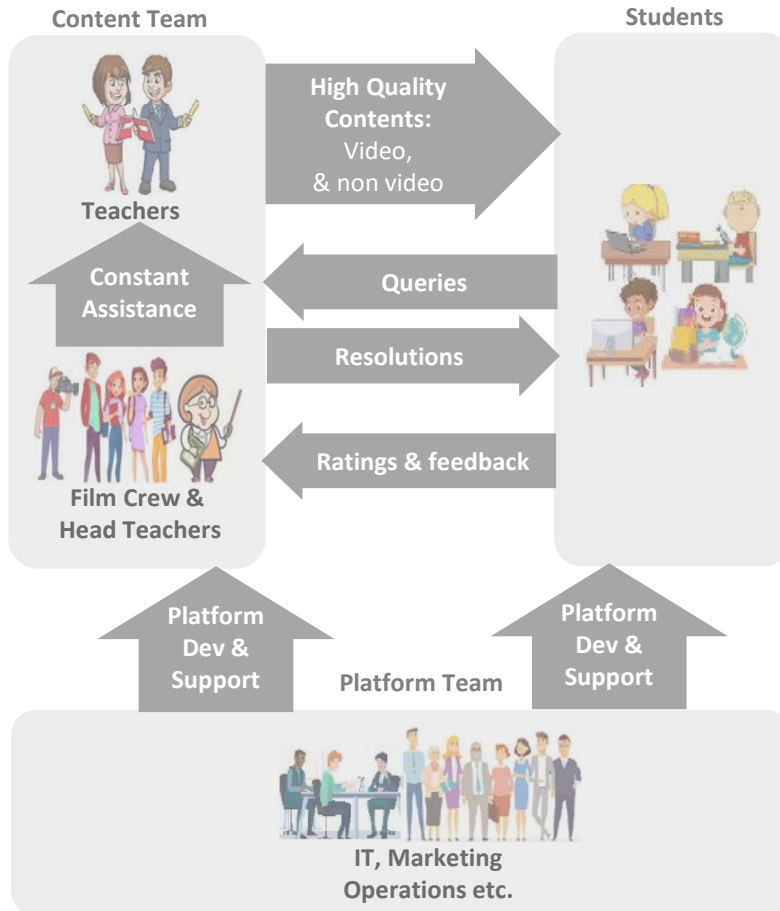 Content Team
Students
High Quality
Contents:
Video,
& non video
Teachers
Constant
Assistance
Queries
Resolutions
Ratings & feedback
Film Crew &
Head Teachers
Platform
Dev &
Support
Platform
Dev &
Support
Platform Team
IT, Marketing
Operations etc.